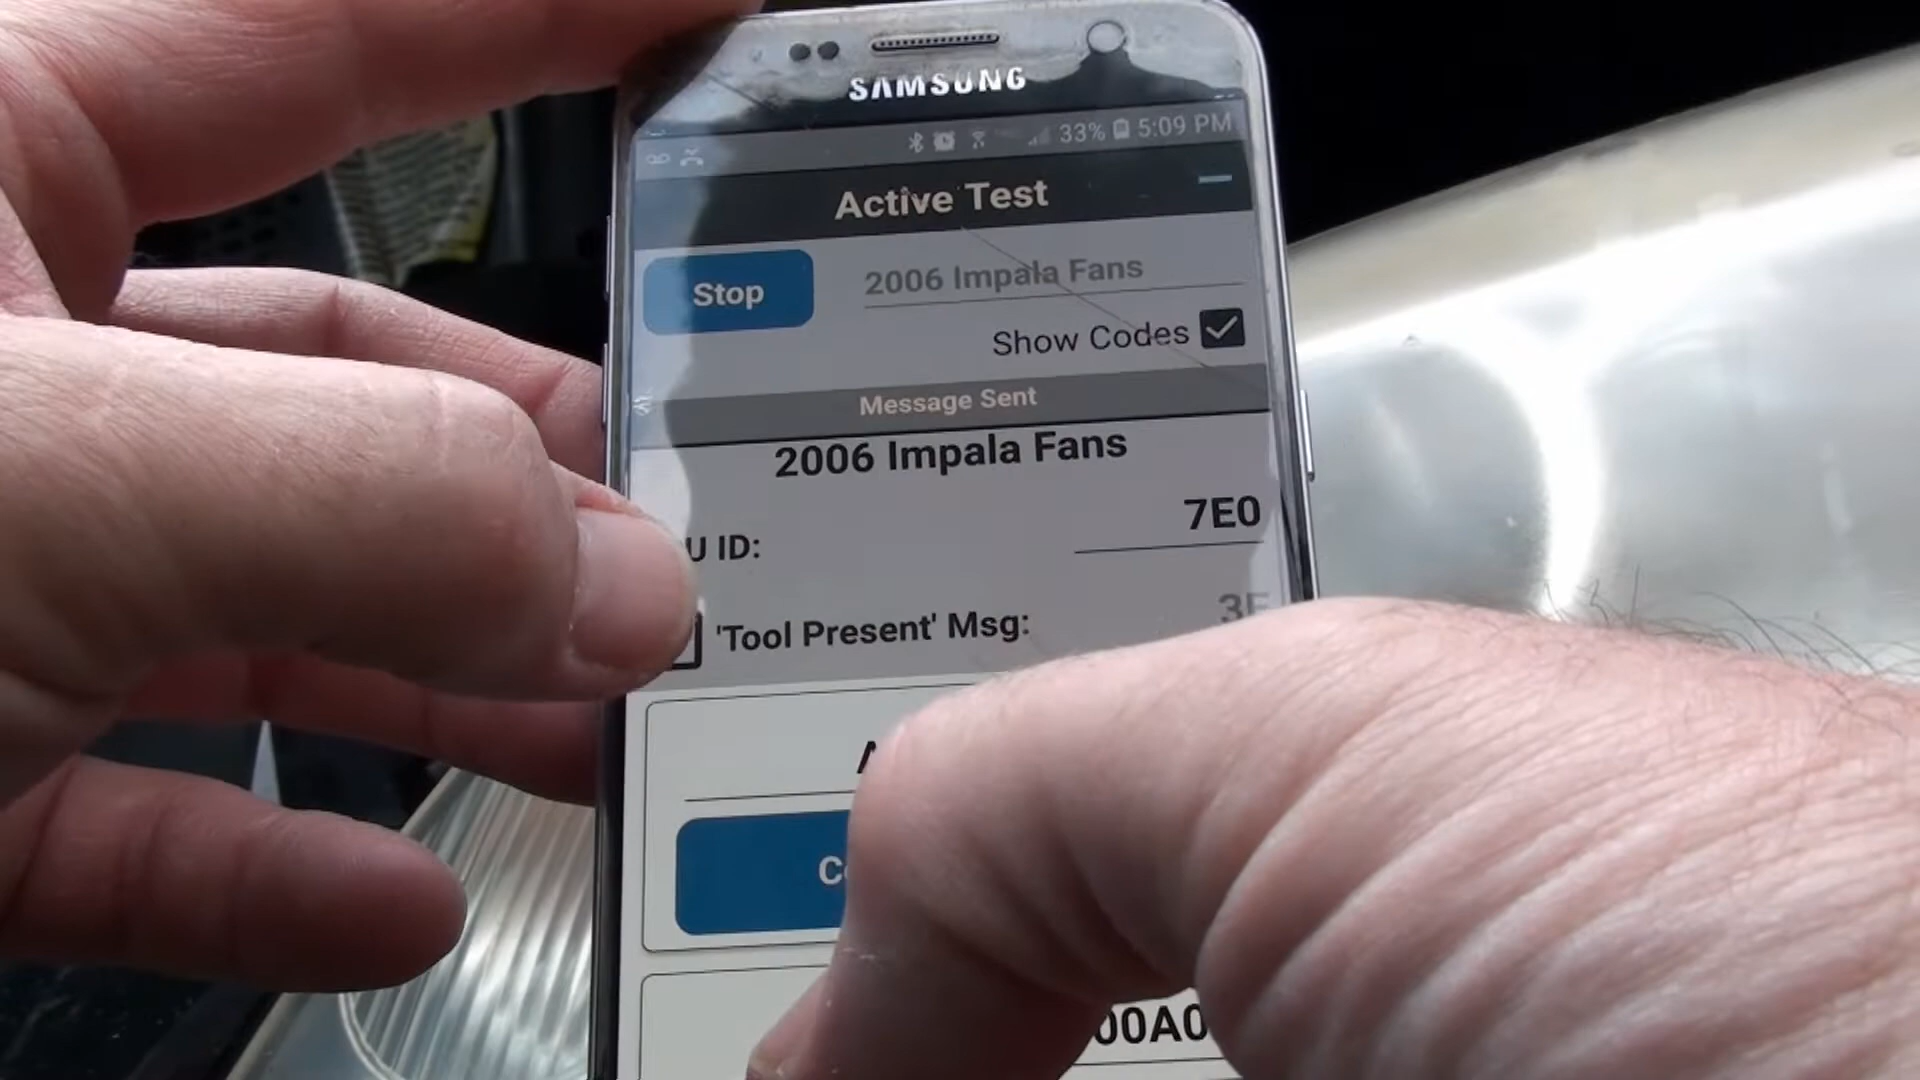 SAMSUNG
33% 5:09 PM
Active Test
Stop
2006 Impala Fans
Show Codes
Message Sent
2006 Impala Fans
7E0
U ID:
'Tool Present' Msg:
3E
00A0